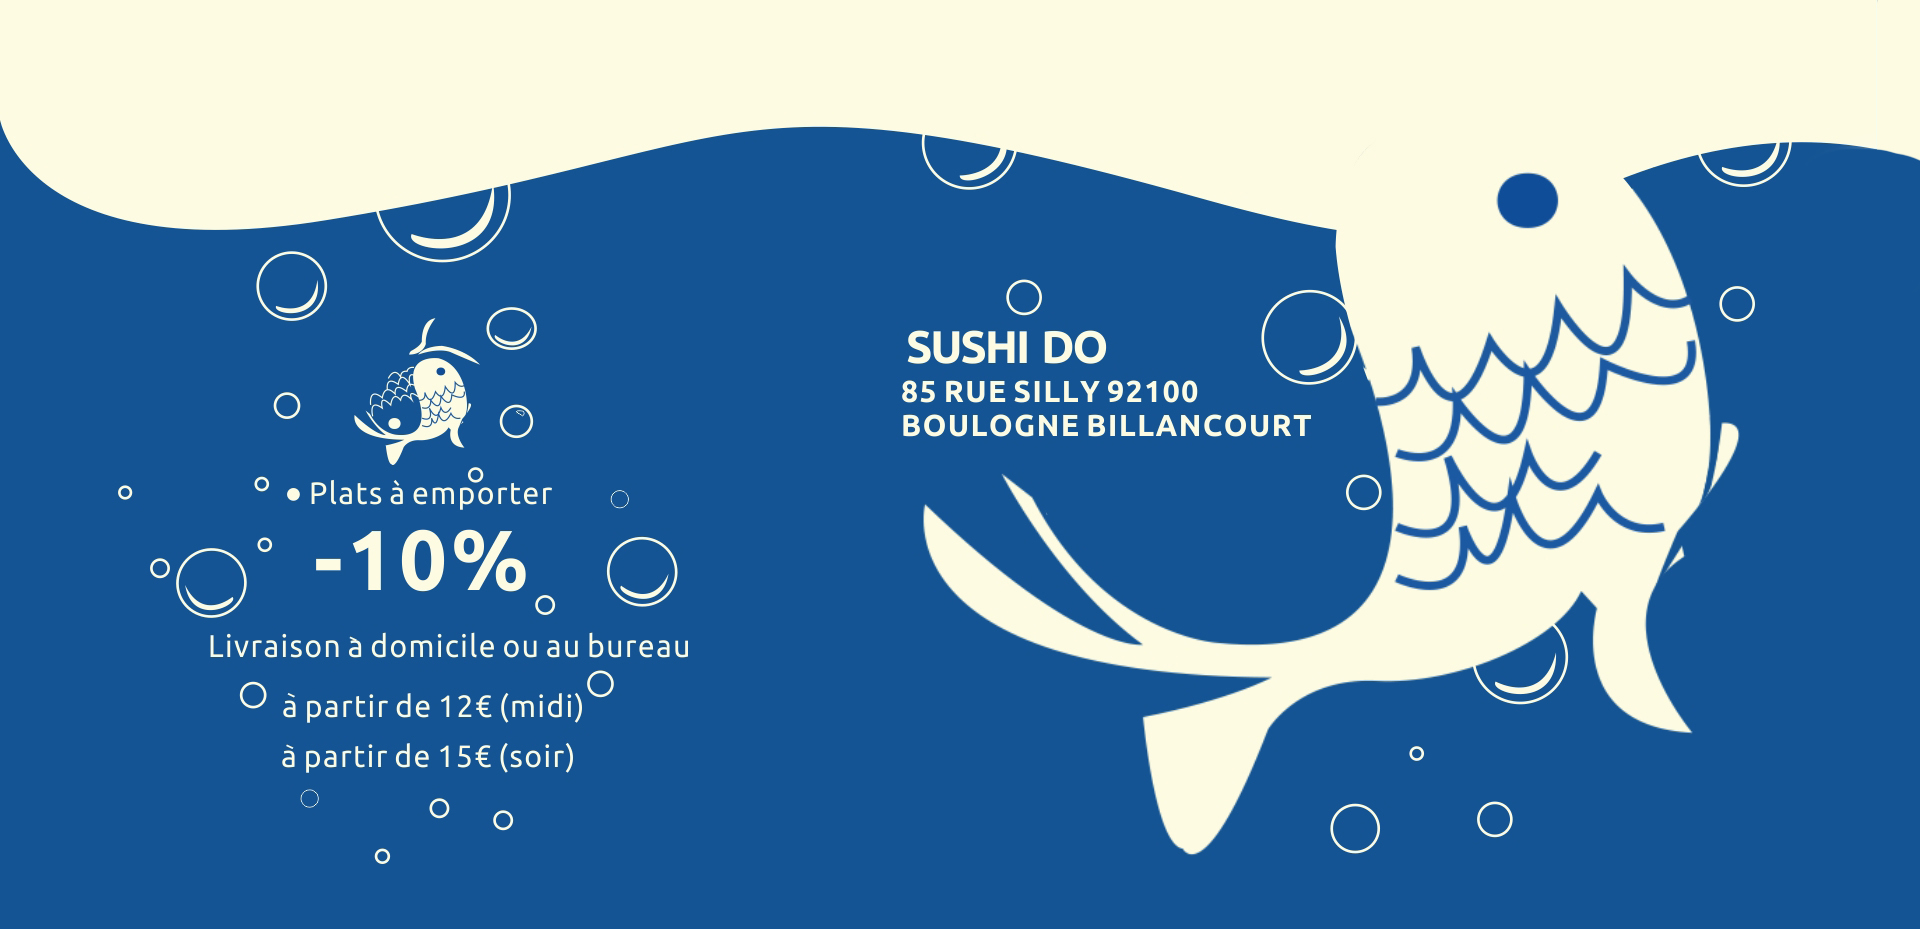 • Plats à emporter
-10%
Livraison à domicile ou au bureau
à partir de 12€ (midi)
à partir de 15€ (soir)
SUSHI DO
85 RUE SILLY 92100
BOULOGNE BILLANCOURT